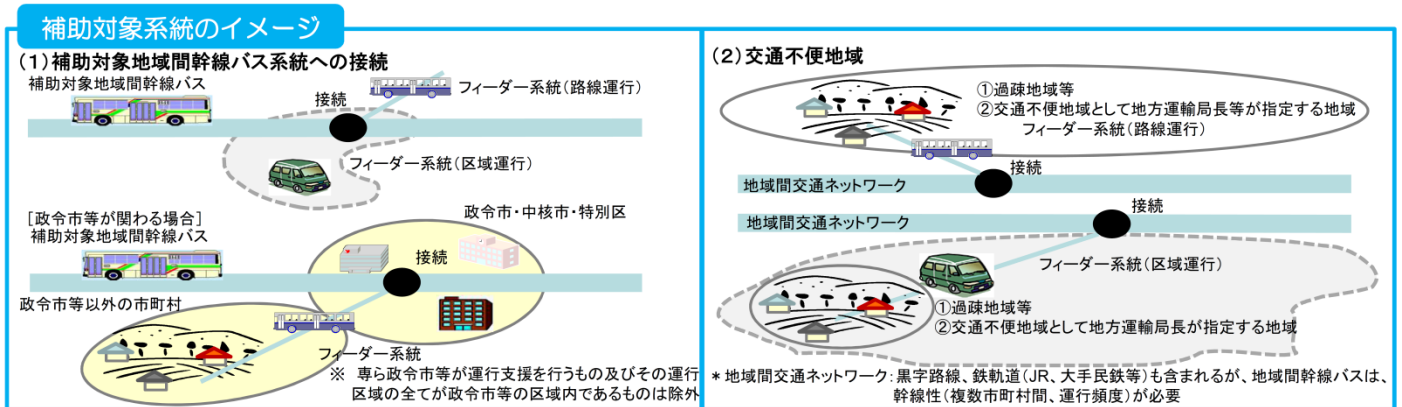 補助対象系統のイメージ
(1)補助対象地域間幹線バス系統への接続
補助対象地域間幹線バス
接続
フィーダー系統(路線運行)
フィーダー系統(区域運行)
[政令市等が関わる場合]
補助対象地域間幹線バス
政令市・中核市・特別区
接続
政令市等以外の市町村
フィーダー系統
※ 専ら政令市等が運行支援を行うもの及びその運行
区域の全てが政令市等の区域内であるものは除外
(2)交通不便地域
①過疎地域等
②交通不便地域として地方運輸局長等が指定する地域
フィーダー系統(路線運行)
接続
地域間交通ネットワーク
地域間交通ネットワーク
接続
フィーダー系統(区域運行)
①過疎地域等
②交通不便地域として地方運輸局長が指定する地域
*地域間交通ネットワーク:黒字路線、鉄軌道(JR、大手民鉄等)も含まれるが、地域間幹線バスは、
幹線性(複数市町村間、運行頻度)が必要